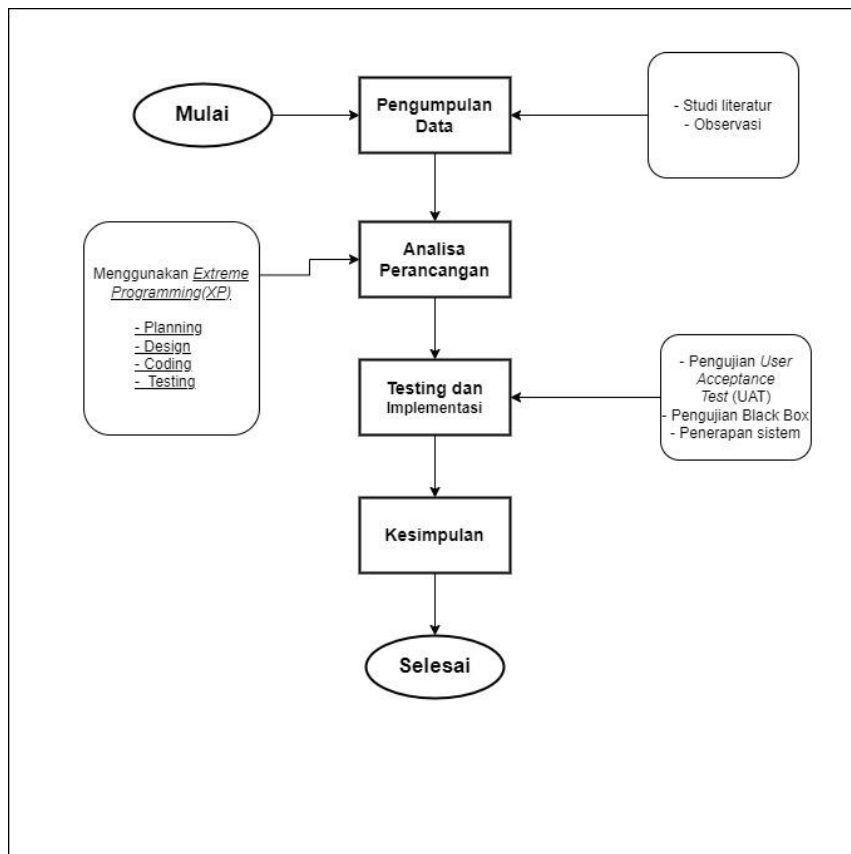 Mulai
Pengumpulan
Data
- Studi literatur
- Observasi
Menggunakan Extreme
Programming(XP)
- Planning
- Design
- Coding
- Testing
Analisa
Perancangan
Testing dan
Implementasi
- Pengujian User
Acceptance
Test (UAT)
- Pengujian Black Box
- Penerapan sistem
Kesimpulan
Selesai